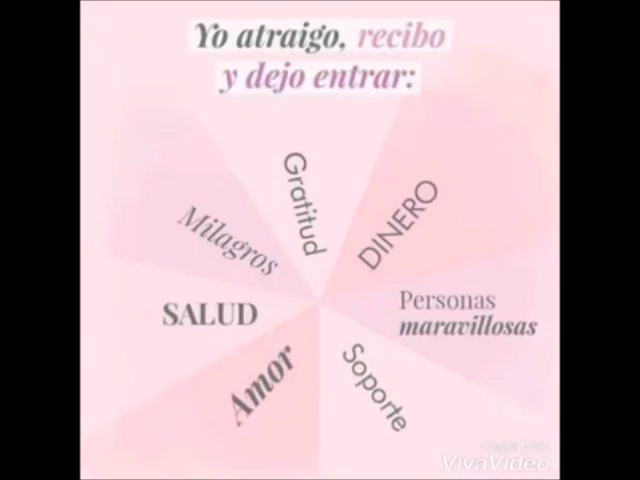 Yo atraigo, recibo
y dejo entrar:
Gratitud
DINERO
Milagros
Personas
maravillosas
SALUD
Amor
Soporte
VivaVideo